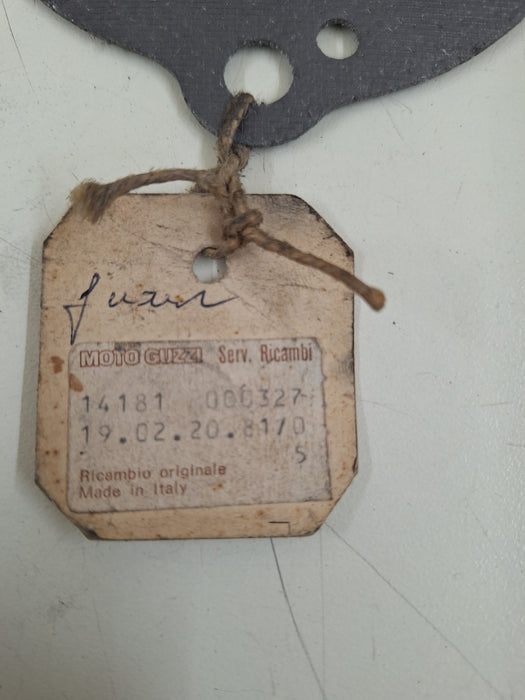 MOTO GUZZI Serv. Ricambi
14181 000327
19.02.20.81/0
S
Ricambio originale
Made in Italy